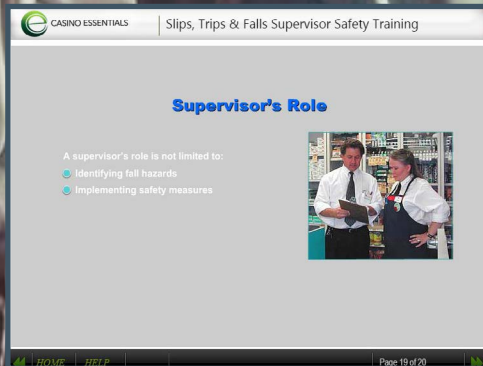 CASINO ESSENTIALS
Slips, Trips & Falls Supervisor Safety Training
Supervisor's Role
A supervisor's role is not limited to:
Identifying fall hazards
Implementing safety measures
HOME HELP Page 19 of 20